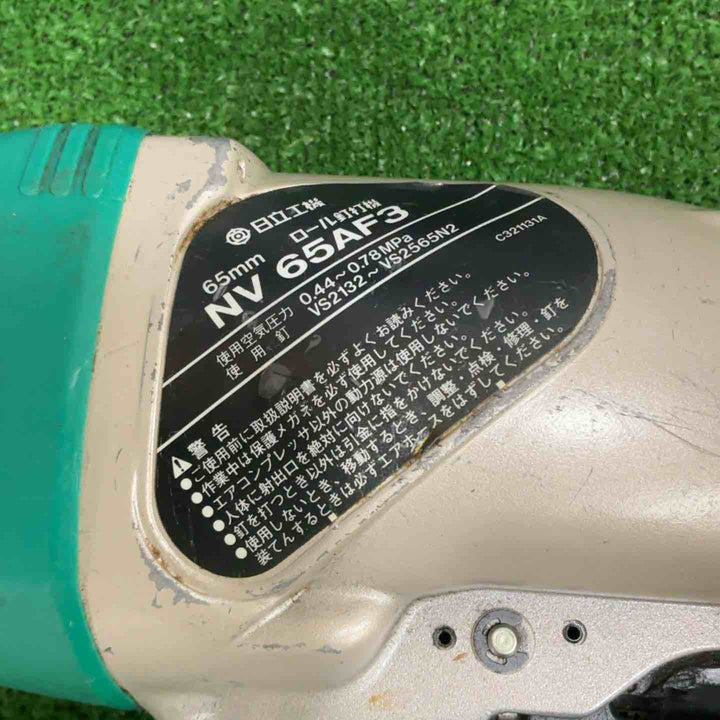 日立工機
65mm ロール釘打機
NV 65AF3
使用空気圧力 0.44～0.78MPa
使用釘 VS2132～VS2565N2
C321131A
警告
●ご使用前に取扱説明書を必ずよくお読みください。
●作業中は保護メガネを必ず使用してください。
●エアコンプレッサ以外の動力源は使用しないでください。
●人体に射出口を絶対に向けないでください。
●釘を打つとき以外は引金に指をかけないでください。
●使用しないとき、移動するとき、調整・点検・修理・釘を
装てんするときは必ずエアホースをはずしてください。